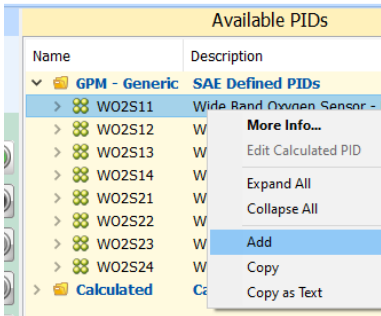 Available PIDs
Name Description
GPM - Generic SAE Defined PIDs
WO2S11 Wide Band Oxygen Sensor -
WO2S12 W
WO2S13 W
WO2S14 W
WO2S21 W
WO2S22 W
WO2S23 W
WO2S24 W
Calculated Ca
More Info...
Edit Calculated PID
Expand All
Collapse All
Add
Copy
Copy as Text